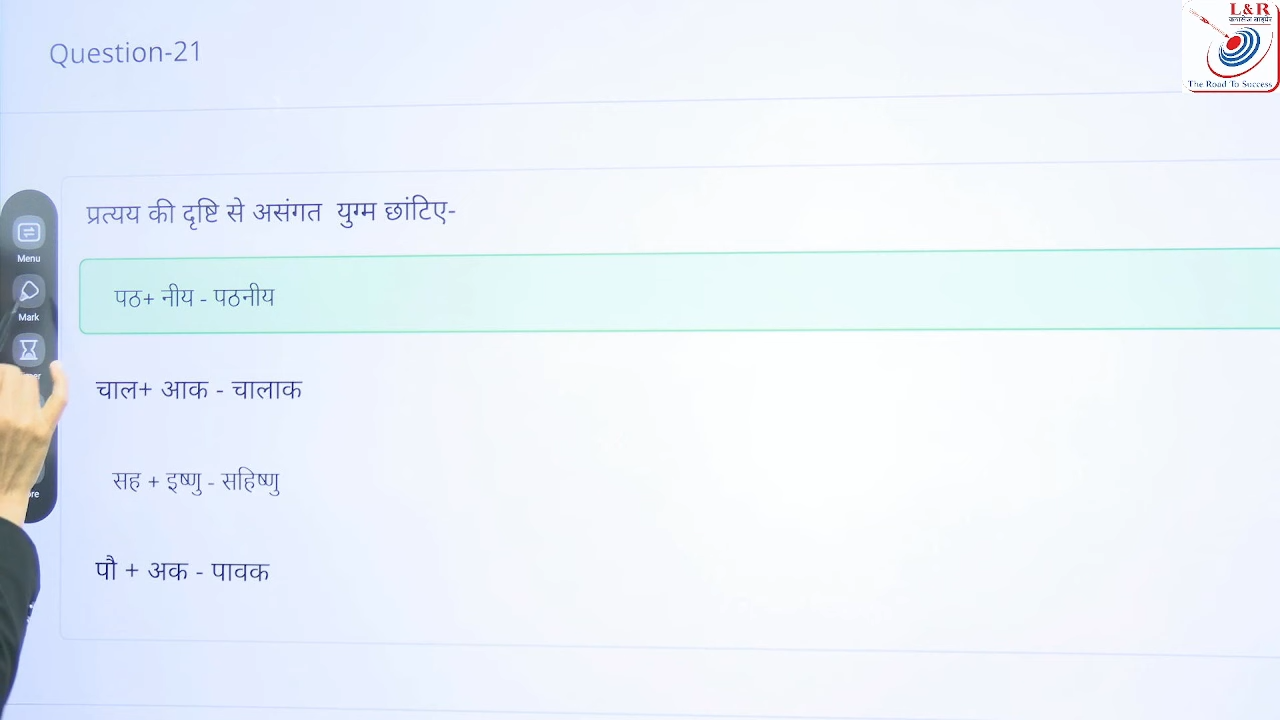 L&R
Question-21
The Road To Success
प्रत्यय की दृष्टि से असंगत युग्म छांटिए-
Menu
पठ+ नीय - पठनीय
Mark
चाल+ आक - चालाक
सह + इष्णु - सहिष्णु
पौ + अक - पावक